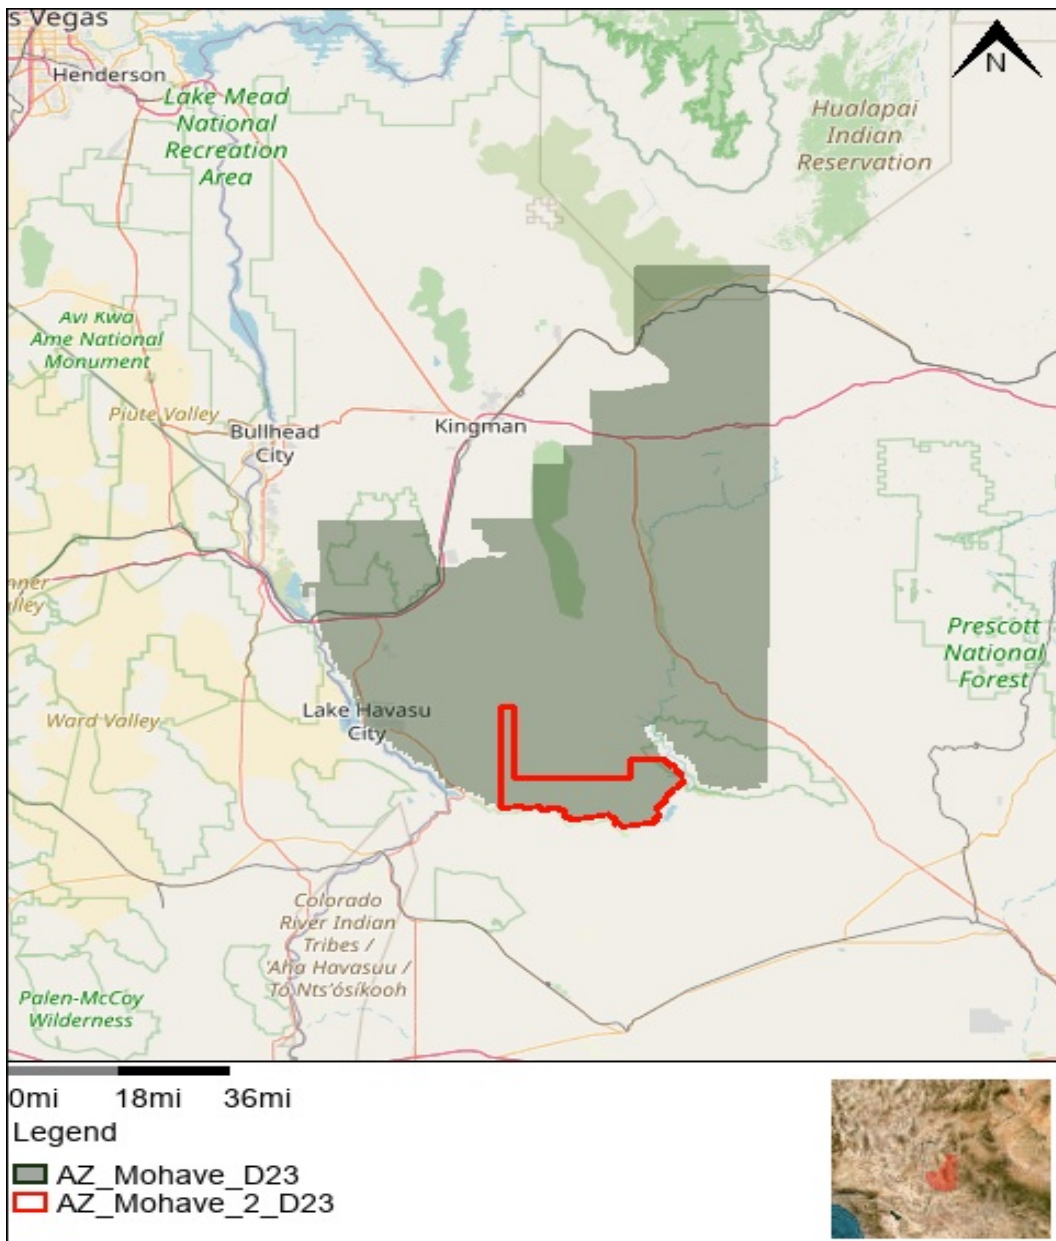 s Vegas
Henderson
Lake Mead
National
Recreation
Area
N
Hualapai
Indian
Reservation
Avi Kwa
Ame National
Monument
Piute Valley
Bullhead
City
Kingman
nner
lley
Prescott
National
Forest
Ward Valley
Lake Havasu
City
Colorado
River Indian
Tribes /
'Aha Havasuu /
Tó Nts'ósíkooh
Palen-McCoy
Wilderness
0mi 18mi 36mi
Legend
AZ_Mohave_D23
AZ_Mohave_2_D23